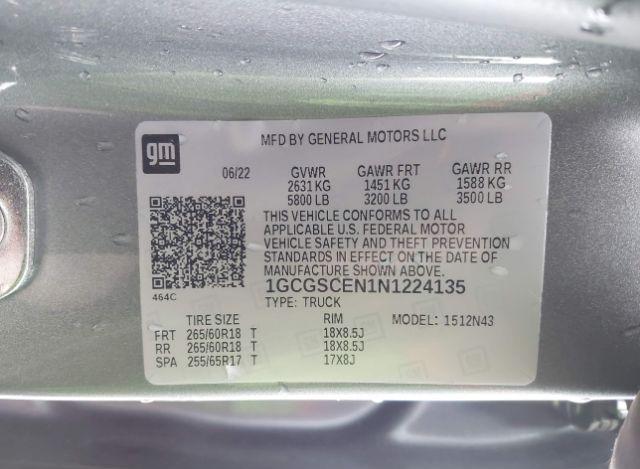 gm
MFD BY GENERAL MOTORS LLC
06/22 GVWR GAWR FRT GAWR RR
2631 KG 1451 KG 1588 KG
5800 LB 3200 LB 3500 LB
THIS VEHICLE CONFORMS TO ALL
APPLICABLE U.S. FEDERAL MOTOR
VEHICLE SAFETY AND THEFT PREVENTION
STANDARDS IN EFFECT ON THE DATE OF
MANUFACTURE SHOWN ABOVE.
464C
1GCGSCEN1N1224135
TYPE: TRUCK
TIRE SIZE RIM MODEL: 1512N43
FRT 265/60R18 T 18X8.5J
RR 265/60R18 T 18X8.5J
SPA 255/65R17 T 17X8J